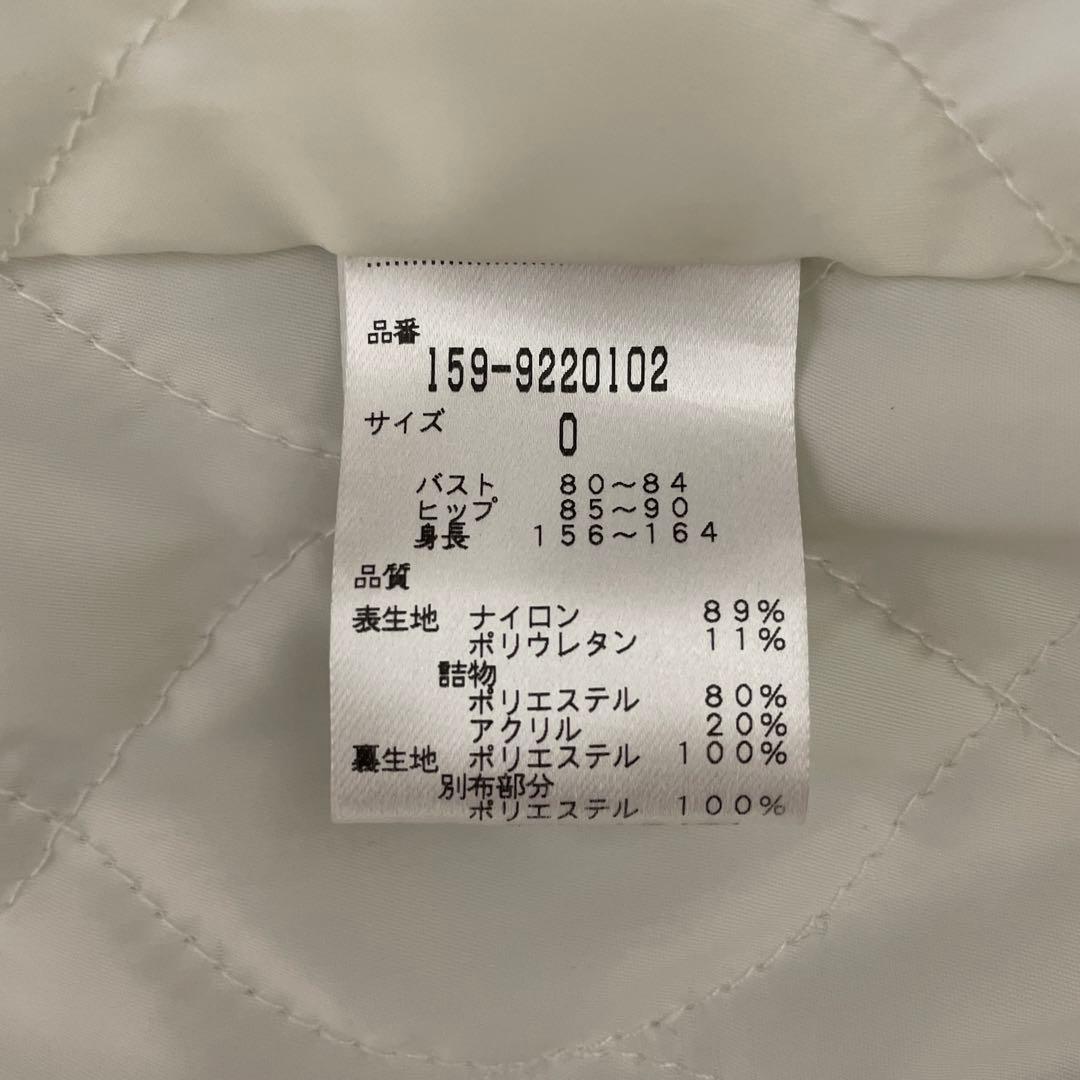 品番
159-9220102
サイズ 0
バスト 80～84
ヒップ 85～90
身長 156～164
品質
表生地 ナイロン 89%
ポリウレタン 11%
詰物
ポリエステル 80%
アクリル 20%
裏生地 ポリエステル 100%
別布部分
ポリエステル 100%